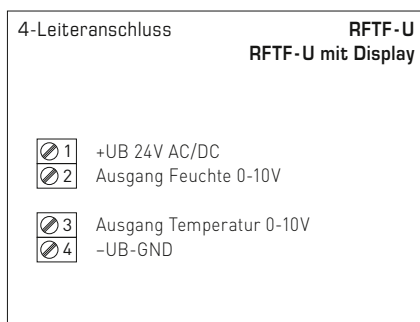 4-Leiteranschluss RFTF-U
RFTF-U mit Display
1 +UB 24V AC/DC
2 Ausgang Feuchte 0-10V
3 Ausgang Temperatur 0-10V
4 –UB-GND